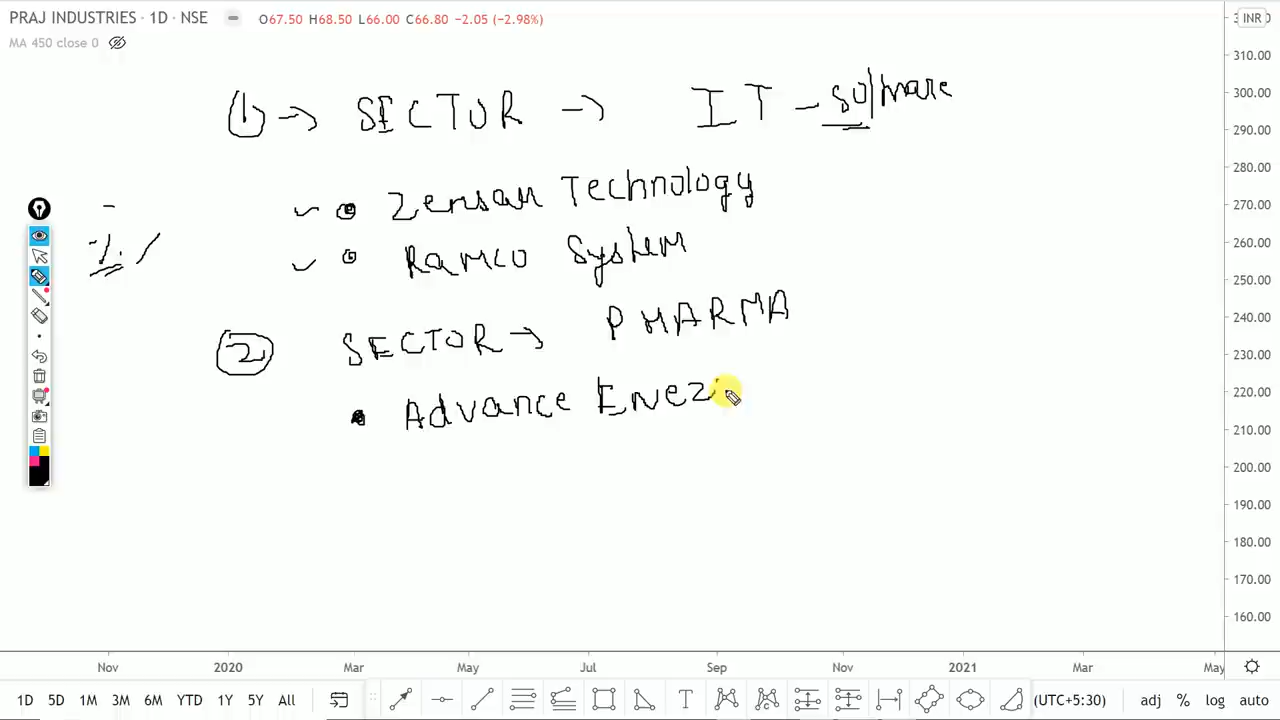 PRAJ INDUSTRIES · 1D · NSE O67.50 H68.50 L66.00 C66.80 −2.05 (−2.98%) INR
MA 450 close 0
310.00
300.00
290.00
280.00
270.00
260.00
250.00
240.00
230.00
220.00
210.00
200.00
190.00
180.00
170.00
160.00
1 → SECTOR → IT - software
Zensar Technology
Ramco System
2 SECTOR → PHARMA
• Advance Enezi
Nov 2020 Mar May Jul Sep Nov 2021 Mar May
1D 5D 1M 3M 6M YTD 1Y 5Y All T (UTC+5:30) adj % log auto